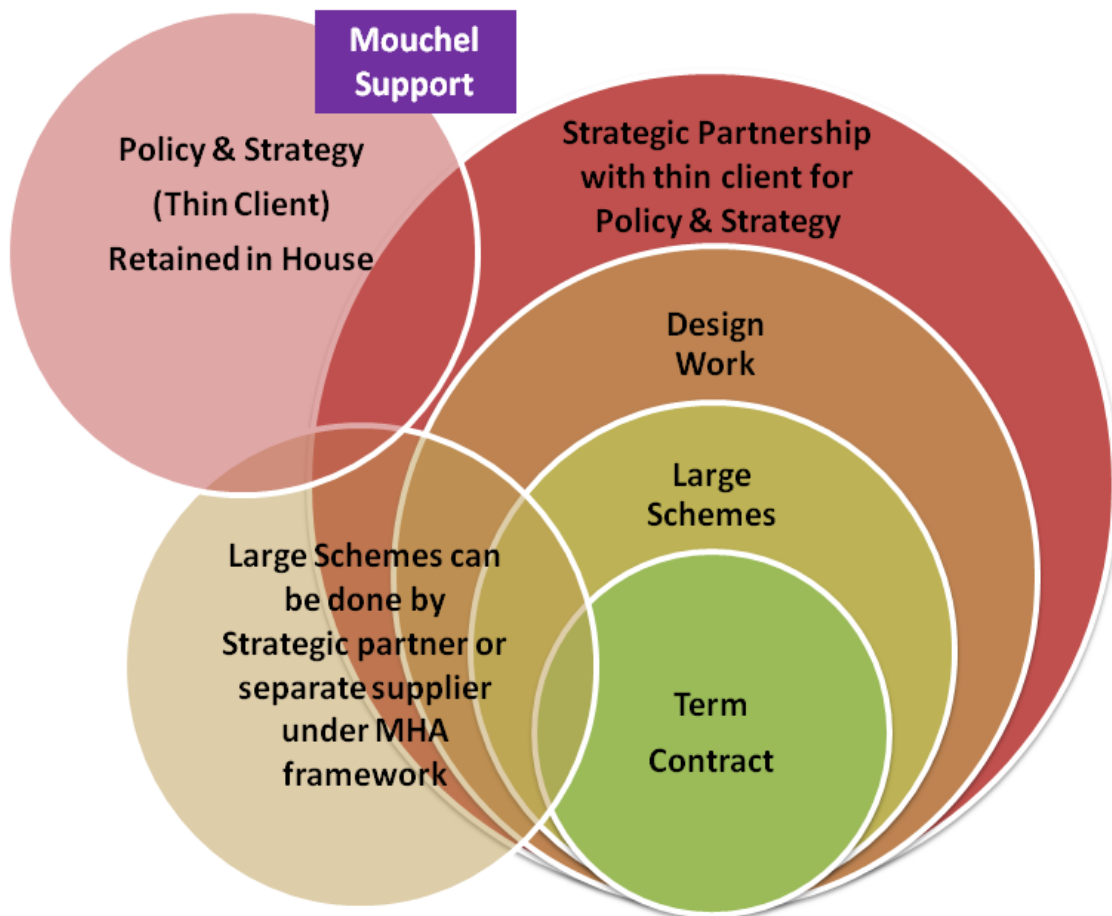 Mouchel
Support
Policy & Strategy
(Thin Client)
Retained in House
Strategic Partnership
with thin client for
Policy & Strategy
Design
Work
Large
Schemes
Large Schemes can
be done by
Strategic partner or
separate supplier
under MHA
framework
Term
Contract